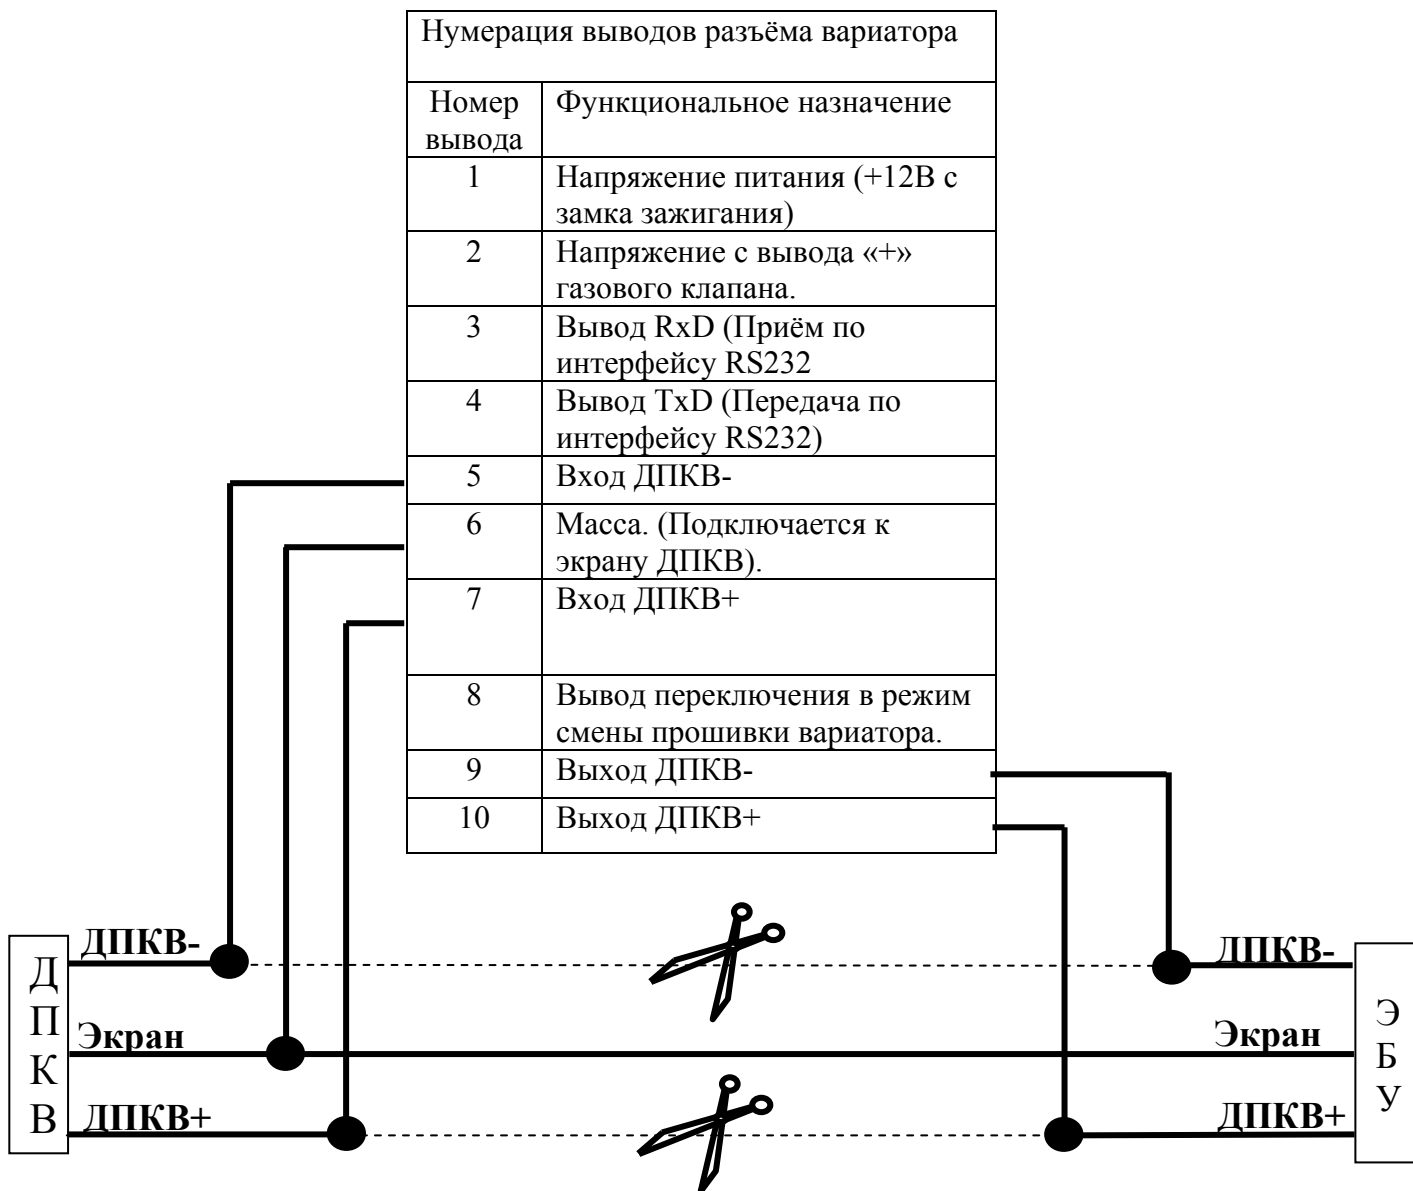 Нумерация выводов разъёма вариатора
Номер вывода
Функциональное назначение
1
Напряжение питания (+12В с
замка зажигания)
2
Напряжение с вывода «+»
газового клапана.
3
Вывод RxD (Приём по
интерфейсу RS232
4
Вывод TxD (Передача по
интерфейсу RS232)
5
Вход ДПКВ-
6
Масса. (Подключается к
экрану ДПКВ).
7
Вход ДПКВ+
8
Вывод переключения в режим
смены прошивки вариатора.
9
Выход ДПКВ-
10
Выход ДПКВ+
ДПКВ
ДПКВ-
Экран
ДПКВ+
ДПКВ-
Экран
ДПКВ+
ЭБУ